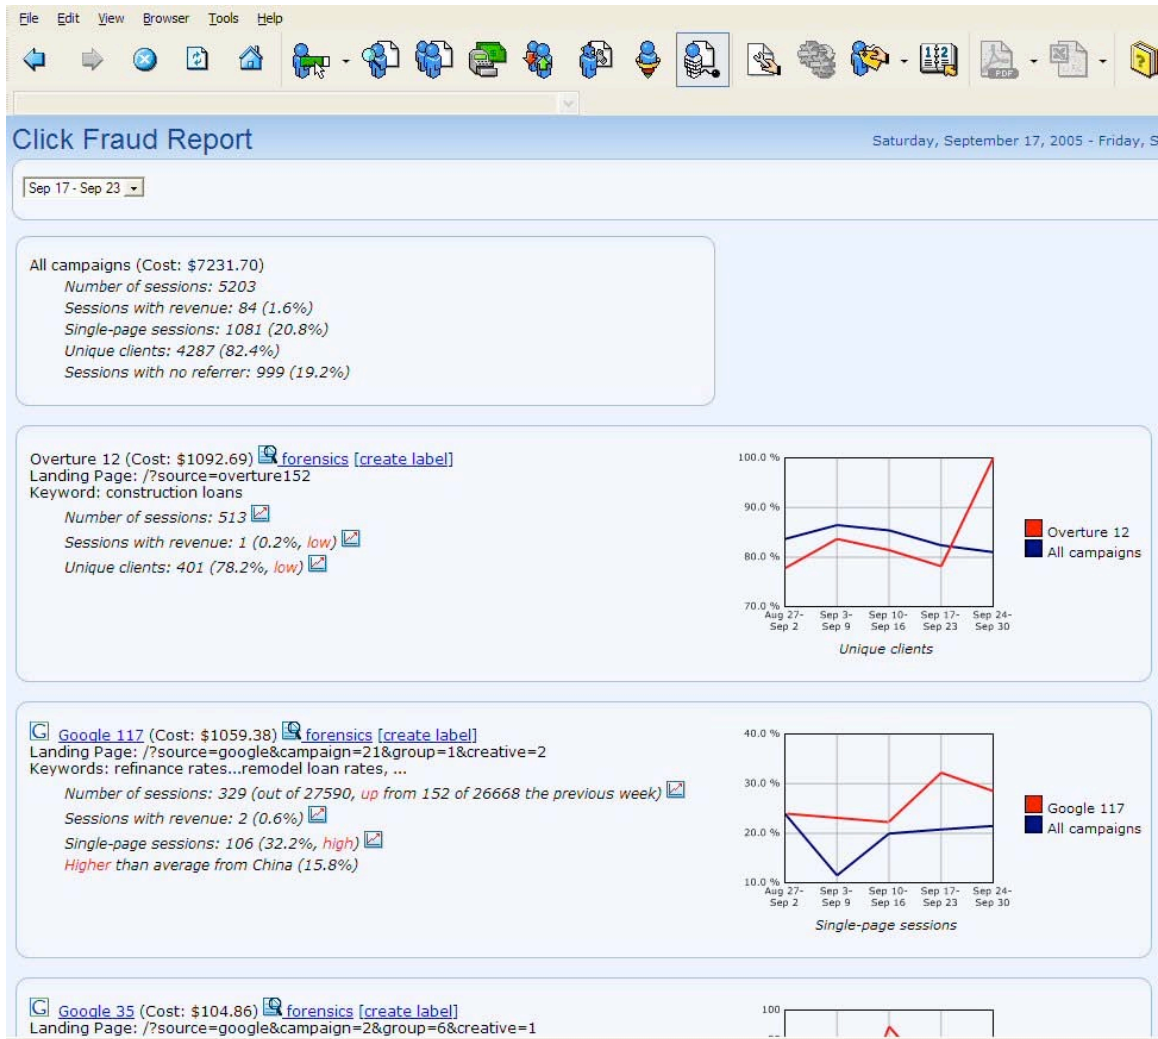 File Edit View Browser Tools Help
PDF
Click Fraud Report
Saturday, September 17, 2005 - Friday, S
Sep 17 - Sep 23
All campaigns (Cost: $7231.70)
Number of sessions: 5203
Sessions with revenue: 84 (1.6%)
Single-page sessions: 1081 (20.8%)
Unique clients: 4287 (82.4%)
Sessions with no referrer: 999 (19.2%)
Overture 12 (Cost: $1092.69) forensics [create label]
Landing Page: /?source=overture152
Keyword: construction loans
Number of sessions: 513
Sessions with revenue: 1 (0.2%, low)
Unique clients: 401 (78.2%, low)
100.0 %
90.0 %
80.0 %
70.0 %
Aug 27- Sep 3- Sep 10- Sep 17- Sep 24-
Sep 2 Sep 9 Sep 16 Sep 23 Sep 30
Unique clients
Overture 12
All campaigns
G Google 117 (Cost: $1059.38) forensics [create label]
Landing Page: /?source=google&campaign=21&group=1&creative=2
Keywords: refinance rates...remodel loan rates, ...
Number of sessions: 329 (out of 27590, up from 152 of 26668 the previous week)
Sessions with revenue: 2 (0.6%)
Single-page sessions: 106 (32.2%, high)
Higher than average from China (15.8%)
40.0 %
30.0 %
20.0 %
10.0 %
Aug 27- Sep 3- Sep 10- Sep 17- Sep 24-
Sep 2 Sep 9 Sep 16 Sep 23 Sep 30
Single-page sessions
Google 117
All campaigns
G Google 35 (Cost: $104.86) forensics [create label]
Landing Page: /?source=google&campaign=2&group=6&creative=1
100